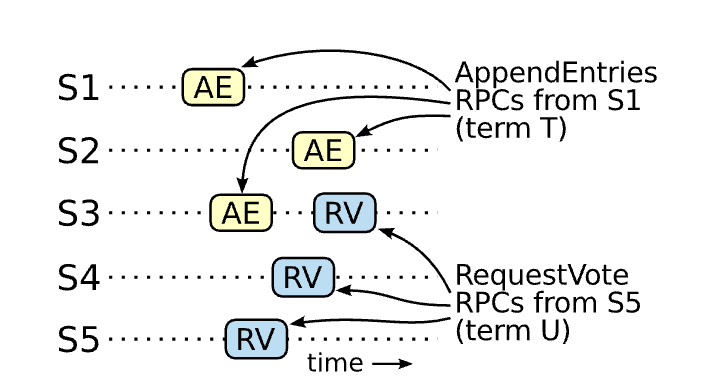 S1 AE
AppendEntries
RPCs from S1
(term T)
S2 AE
S3 AE RV
S4 RV
RequestVote
RPCs from S5
(term U)
S5 RV
time